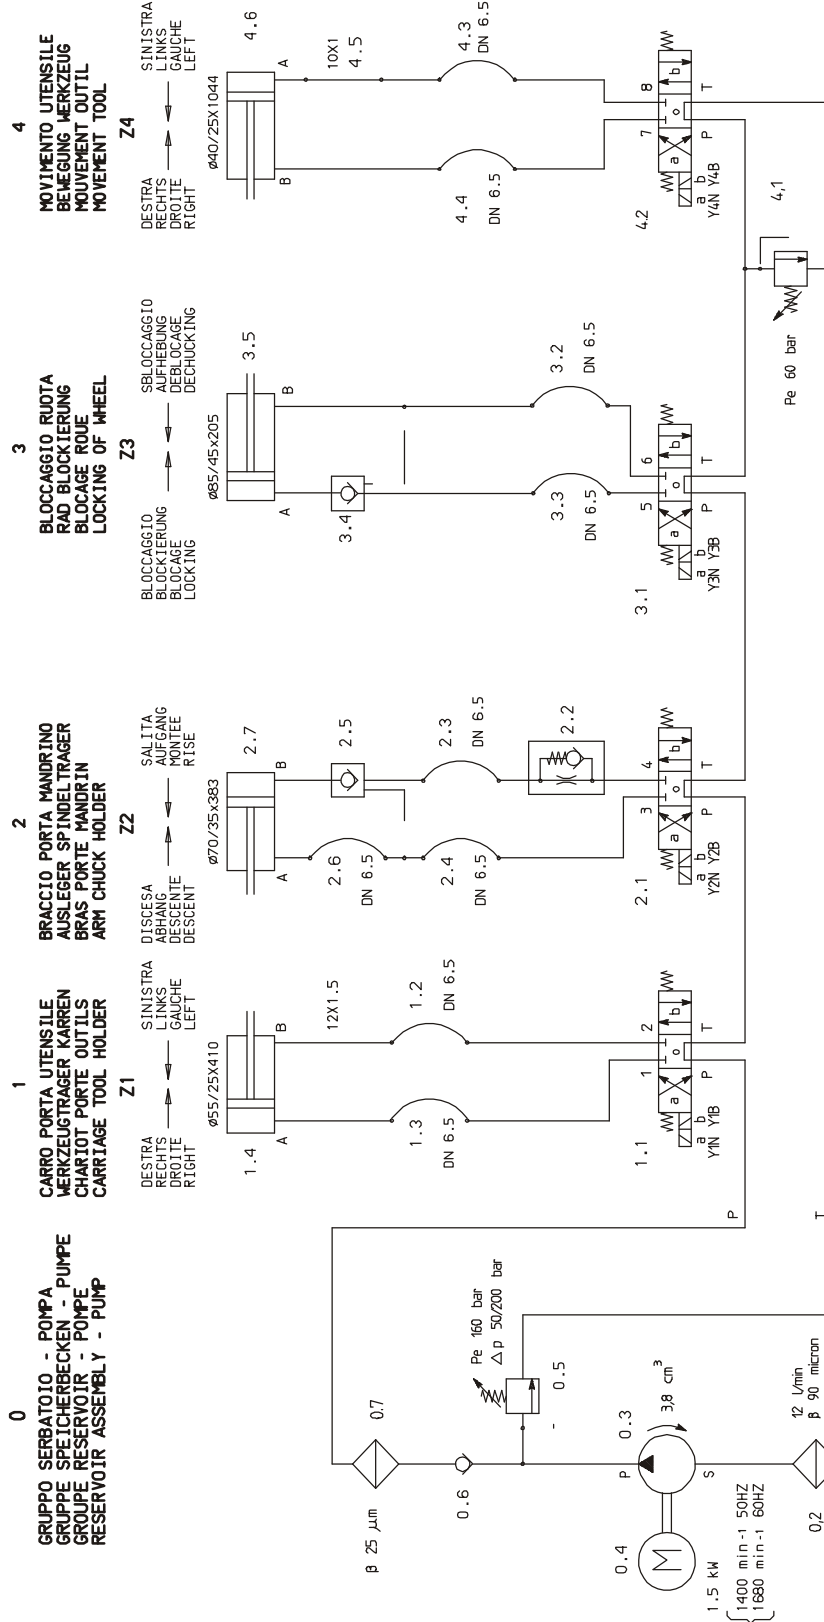 0
GRUPPO SERBATOIO - POMPA
GRUPPE SPEICHERBECKEN - PUMPE
GROUPE RESERVOIR - POMPE
RESERVOIR ASSEMBLY - PUMP
1
CARRO PORTA UTENSILE
WERKZEUGTRAGER KARREN
CHARIOT PORTE OUTILS
CARRIAGE TOOL HOLDER
Z1
DESTRA
RECHTS
DROITE
RIGHT
SINISTRA
LINKS
GAUCHE
LEFT
2
BRACCIO PORTA MANDRINO
AUSLEGER SPINDELTRAGER
BRAS PORTE MANDRIN
ARM CHUCK HOLDER
Z2
DISCESA
ABHANG
DESCENTE
DESCENT
SALITA
AUFGANG
MONTEE
RISE
3
BLOCCAGGIO RUOTA
RAD BLOCKIERUNG
BLOCAGE ROUE
LOCKING OF WHEEL
Z3
BLOCCAGGIO
BLOCKIERUNG
BLOCAGE
LOCKING
SBLOCCAGGIO
AUFHEBUNG
DEBLOCAGE
DECHUCKING
4
MOVIMENTO UTENSILE
BEWEGUNG WERKZEUG
MOUVEMENT OUTIL
MOVEMENT TOOL
Z4
DESTRA
RECHTS
DROITE
RIGHT
SINISTRA
LINKS
GAUCHE
LEFT
β 25 µm
0.7
0.6
Pe 160 bar
Δp 50/200 bar
0.5
0.4
M
P
0.3
3,8 cm³
S
1.5 kW
1400 min-1 50HZ
1680 min-1 60HZ
0,2
12 l/min
β 90 micron
P
T
ø55/25X410
1.4
A
B
12X1.5
1.3
DN 6.5
1.2
DN 6.5
1.1
1
2
a
o
b
a
b
Y1N Y1B
P
T
ø70/35x383
2.7
A
B
2.6
DN 6.5
2.5
2.4
DN 6.5
2.3
DN 6.5
2.2
2.1
3
4
a
o
b
a
b
Y2N Y2B
P
T
ø85/45x205
3.5
A
B
3.4
3.3
DN 6.5
3.2
DN 6.5
3.1
5
6
a
o
b
a
b
Y3N Y3B
P
T
ø40/25X1044
4.6
B
A
10X1
4.5
4.4
DN 6.5
4.3
DN 6.5
4.2
7
8
a
o
b
a
b
Y4N Y4B
P
T
4,1
Pe 60 bar